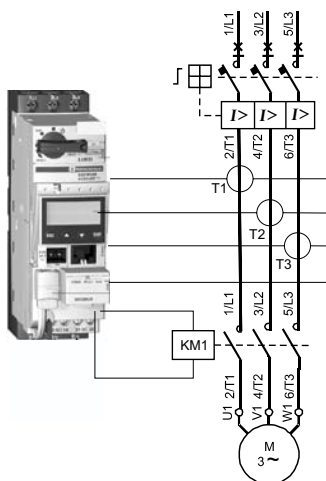 1/L1
3/L2
5/L3
I>
I>
I>
2/T1
4/T2
6/T3
T1
T2
T3
1/L1
3/L2
5/L3
KM1
2/T1
4/T2
6/T3
U1
V1
W1
M
3 ~